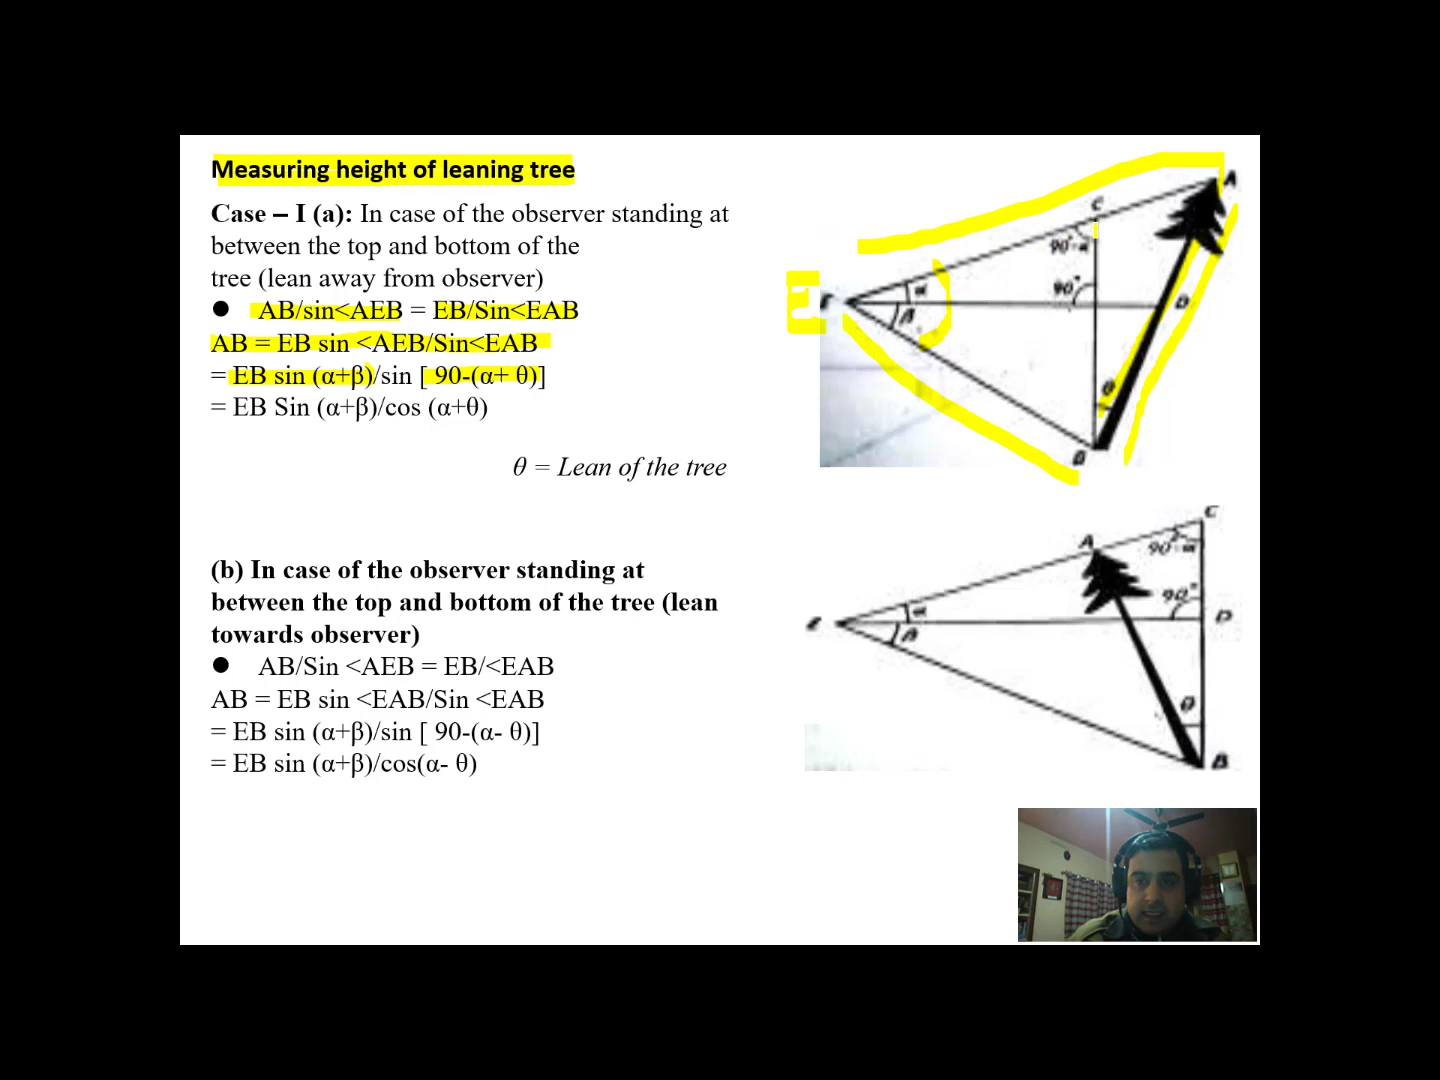 Measuring height of leaning tree
Case – I (a): In case of the observer standing at
between the top and bottom of the
tree (lean away from observer)
● AB/sin<AEB = EB/Sin<EAB
AB = EB sin <AEB/Sin<EAB
= EB sin (α+β)/sin [ 90-(α+ θ)]
= EB Sin (α+β)/cos (α+θ)
θ = Lean of the tree
(b) In case of the observer standing at
between the top and bottom of the tree (lean
towards observer)
● AB/Sin <AEB = EB/<EAB
AB = EB sin <EAB/Sin <EAB
= EB sin (α+β)/sin [ 90-(α- θ)]
= EB sin (α+β)/cos(α- θ)
A
C
90°-α
90°
E
α
β
D
θ
B
C
A
90°-α
90°
E
α
β
D
θ
B